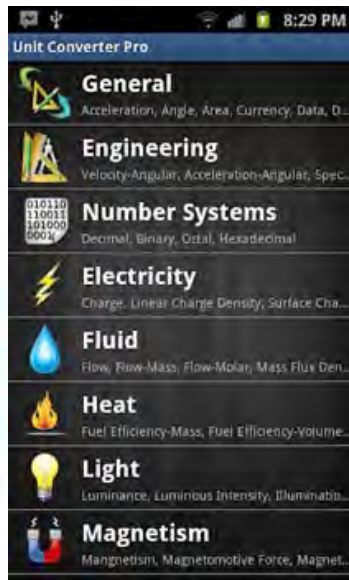 8:29 PM
Unit Converter Pro
General
Acceleration, Angle, Area, Currency, Data, D...
Engineering
Velocity-Angular, Acceleration-Angular, Spec...
010110
110011
101000
0001
Number Systems
Decimal, Binary, Octal, Hexadecimal
Electricity
Charge, Linear Charge Density, Surface Cha...
Fluid
Flow, Flow-Mass, Flow-Molar, Mass Flux Den...
Heat
Fuel Efficiency-Mass, Fuel Efficiency-Volume...
Light
Luminance, Luminous Intensity, Illuminatio...
Magnetism
Mangnetism, Magnetomotive Force, Magnet...